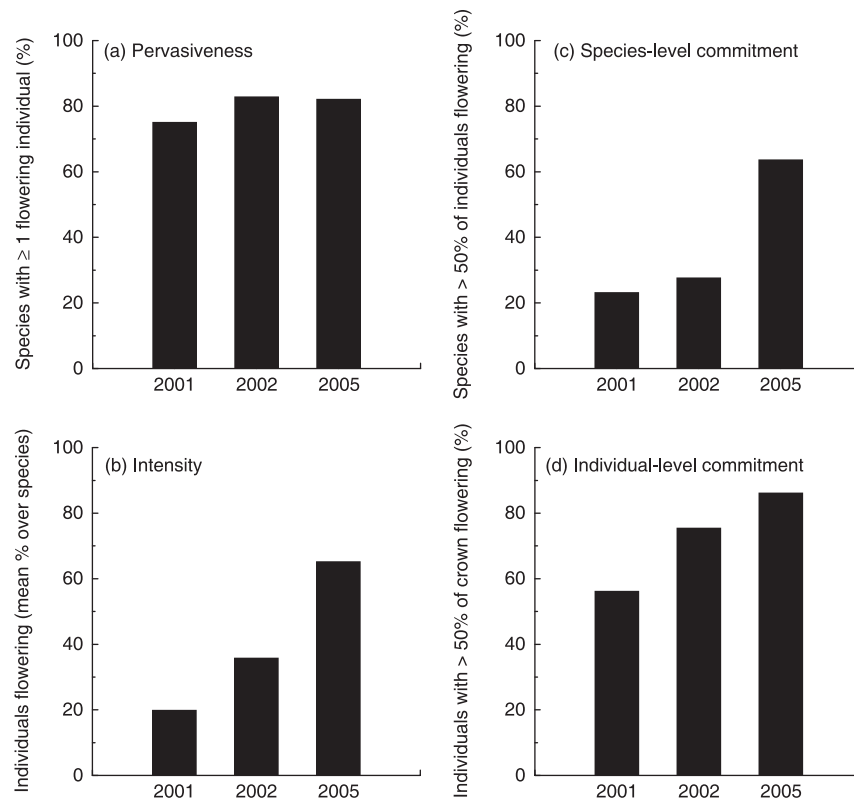 Species with ≥ 1 flowering individual (%)
(a) Pervasiveness
100
80
60
40
20
0
2001 2002 2005
Species with > 50% of individuals flowering (%)
(c) Species-level commitment
100
80
60
40
20
0
2001 2002 2005
Individuals flowering (mean % over species)
(b) Intensity
100
80
60
40
20
0
2001 2002 2005
Individuals with > 50% of crown flowering (%)
(d) Individual-level commitment
100
80
60
40
20
0
2001 2002 2005